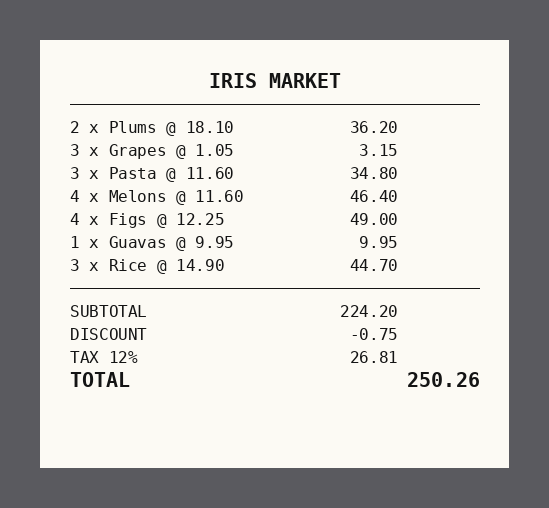 IRIS MARKET
2 x Plums @ 18.10 36.20
3 x Grapes @ 1.05 3.15
3 x Pasta @ 11.60 34.80
4 x Melons @ 11.60 46.40
4 x Figs @ 12.25 49.00
1 x Guavas @ 9.95 9.95
3 x Rice @ 14.90 44.70
SUBTOTAL 224.20
DISCOUNT -0.75
TAX 12% 26.81
TOTAL 250.26